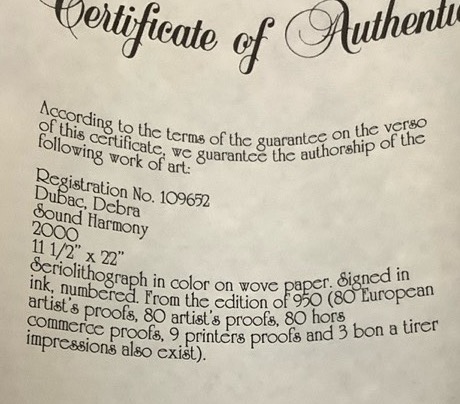 Certificate of Authenti
According to the terms of the guarantee on the verso
of this certificate, we guarantee the authorship of the
following work of art:
Registration No. 109652
Dubac, Debra
Sound Harmony
2000
11 1/2" x 22"
Seriolithograph in color on wove paper. Signed in
ink, numbered. From the edition of 950 (80 European
artist's proofs, 80 artist's proofs, 80 hors
commerce proofs, 9 printers proofs and 3 bon a tirer
impressions also exist).